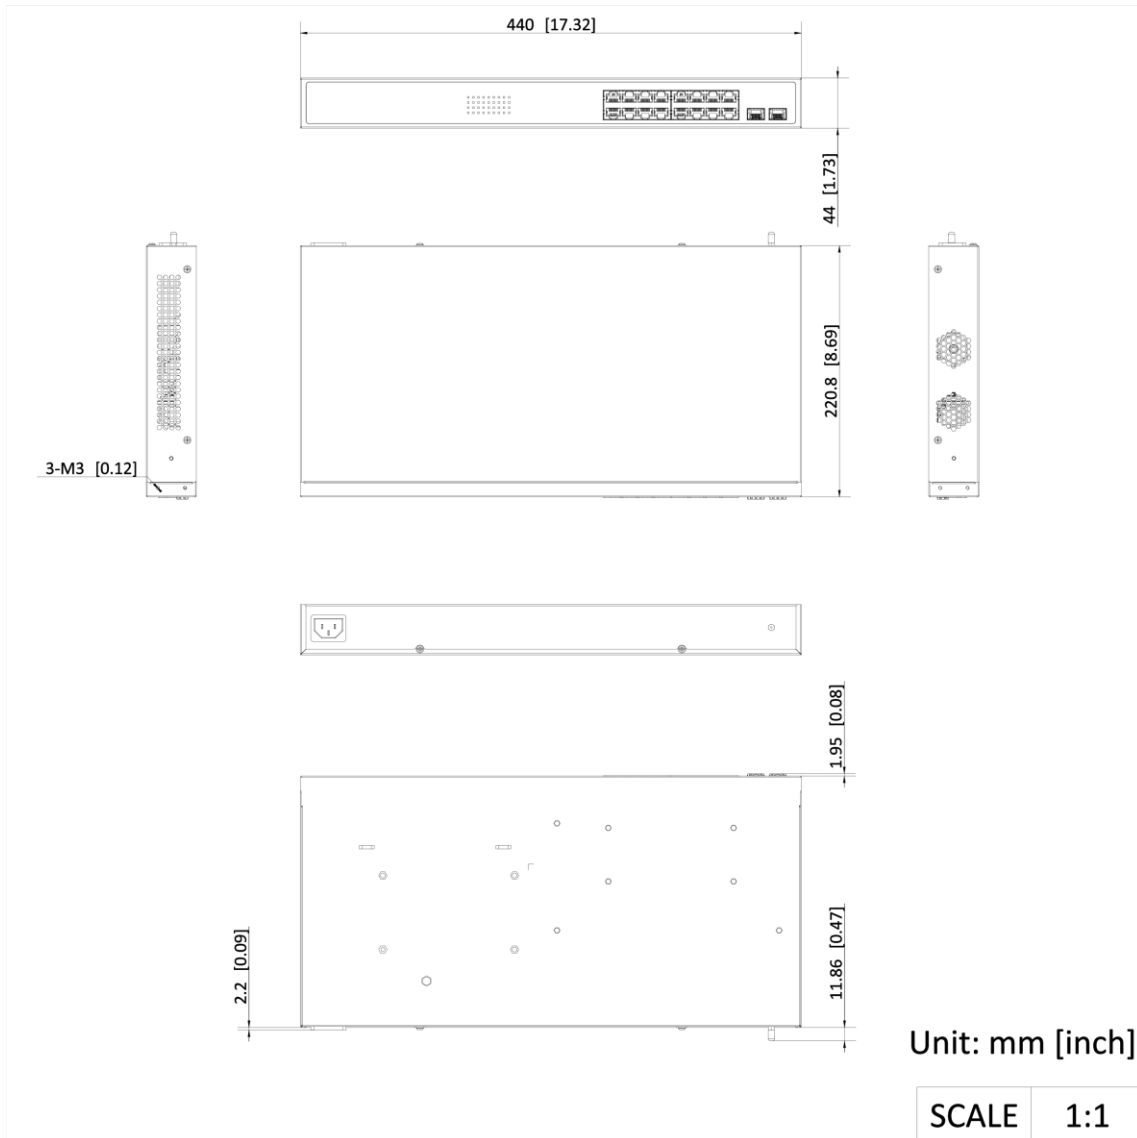 440 [17.32]
44 [1.73]
220.8 [8.69]
3-M3 [0.12]
1.95 [0.08]
2.2 [0.09]
11.86 [0.47]
Unit: mm [inch]
SCALE 1:1